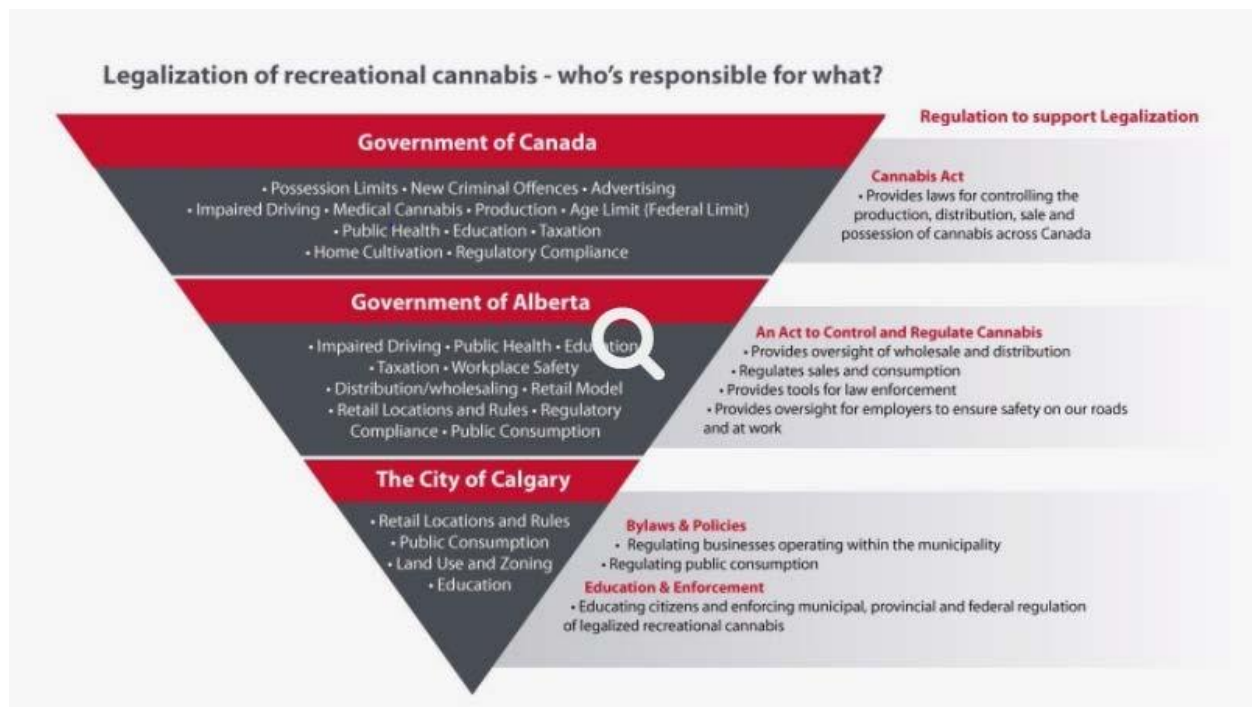 Legalization of recreational cannabis - who's responsible for what?
Regulation to support Legalization
Government of Canada
• Possession Limits • New Criminal Offences • Advertising
• Impaired Driving • Medical Cannabis • Production • Age Limit (Federal Limit)
• Public Health • Education • Taxation
• Home Cultivation • Regulatory Compliance
Cannabis Act
• Provides laws for controlling the
production, distribution, sale and
possession of cannabis across Canada
Government of Alberta
• Impaired Driving • Public Health • Education
• Taxation • Workplace Safety
• Distribution/wholesaling • Retail Model
• Retail Locations and Rules • Regulatory
Compliance • Public Consumption
An Act to Control and Regulate Cannabis
• Provides oversight of wholesale and distribution
• Regulates sales and consumption
• Provides tools for law enforcement
• Provides oversight for employers to ensure safety on our roads
and at work
The City of Calgary
• Retail Locations and Rules
• Public Consumption
• Land Use and Zoning
• Education
Bylaws & Policies
• Regulating businesses operating within the municipality
• Regulating public consumption
Education & Enforcement
• Educating citizens and enforcing municipal, provincial and federal regulation
of legalized recreational cannabis